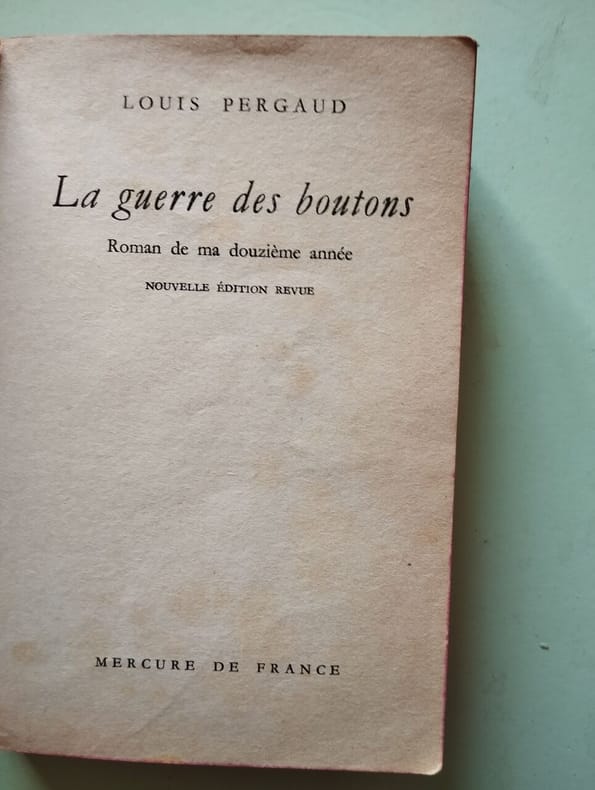 LOUIS PERGAUD
La guerre des boutons
Roman de ma douzième année
NOUVELLE ÉDITION REVUE
MERCURE DE FRANCE